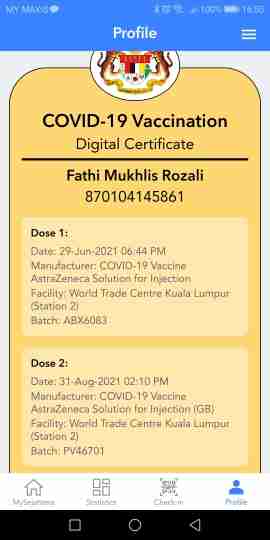 MY MAXIS
100%
16:50
Profile
COVID-19 Vaccination
Digital Certificate
Fathi Mukhlis Rozali
870104145861
Dose 1:
Date: 29-Jun-2021 06:44 PM
Manufacturer: COVID-19 Vaccine
AstraZeneca Solution for Injection
Facility: World Trade Centre Kuala Lumpur
(Station 2)
Batch: ABX6083
Dose 2:
Date: 31-Aug-2021 02:10 PM
Manufacturer: COVID-19 Vaccine
AstraZeneca Solution for Injection (GB)
Facility: World Trade Centre Kuala Lumpur
(Station 2)
Batch: PV46701
MySejahtera
Statistics
Check-in
Profile